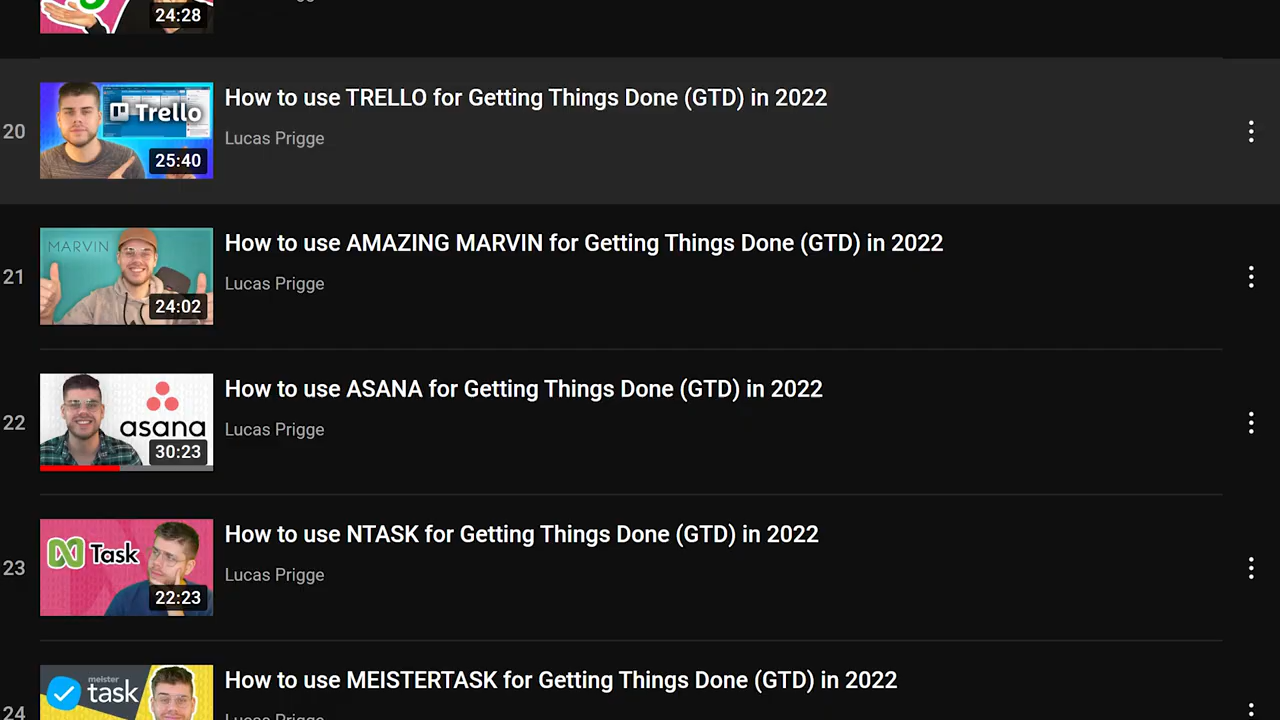 24:28
20
Trello
25:40
How to use TRELLO for Getting Things Done (GTD) in 2022
Lucas Prigge
21
MARVIN
24:02
How to use AMAZING MARVIN for Getting Things Done (GTD) in 2022
Lucas Prigge
22
asana
30:23
How to use ASANA for Getting Things Done (GTD) in 2022
Lucas Prigge
23
Task
22:23
How to use NTASK for Getting Things Done (GTD) in 2022
Lucas Prigge
24
meister
task
How to use MEISTERTASK for Getting Things Done (GTD) in 2022
Lucas Prigge